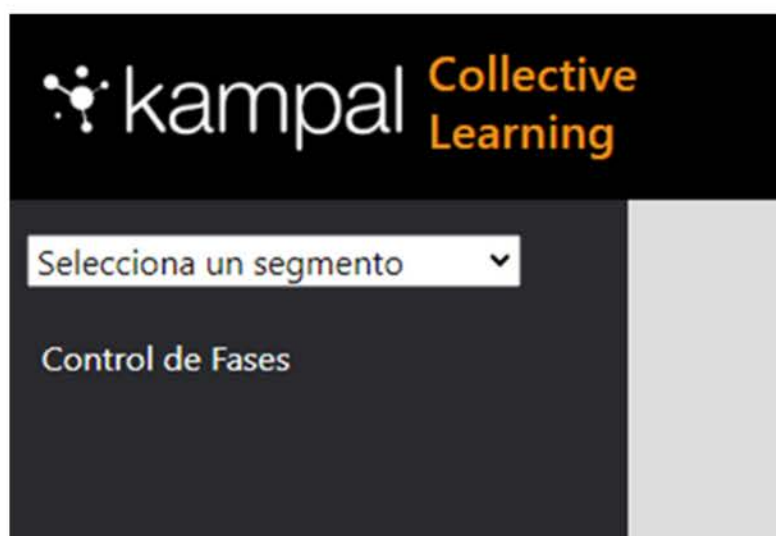 kampal
Collective
Learning
Selecciona un segmento
Control de Fases